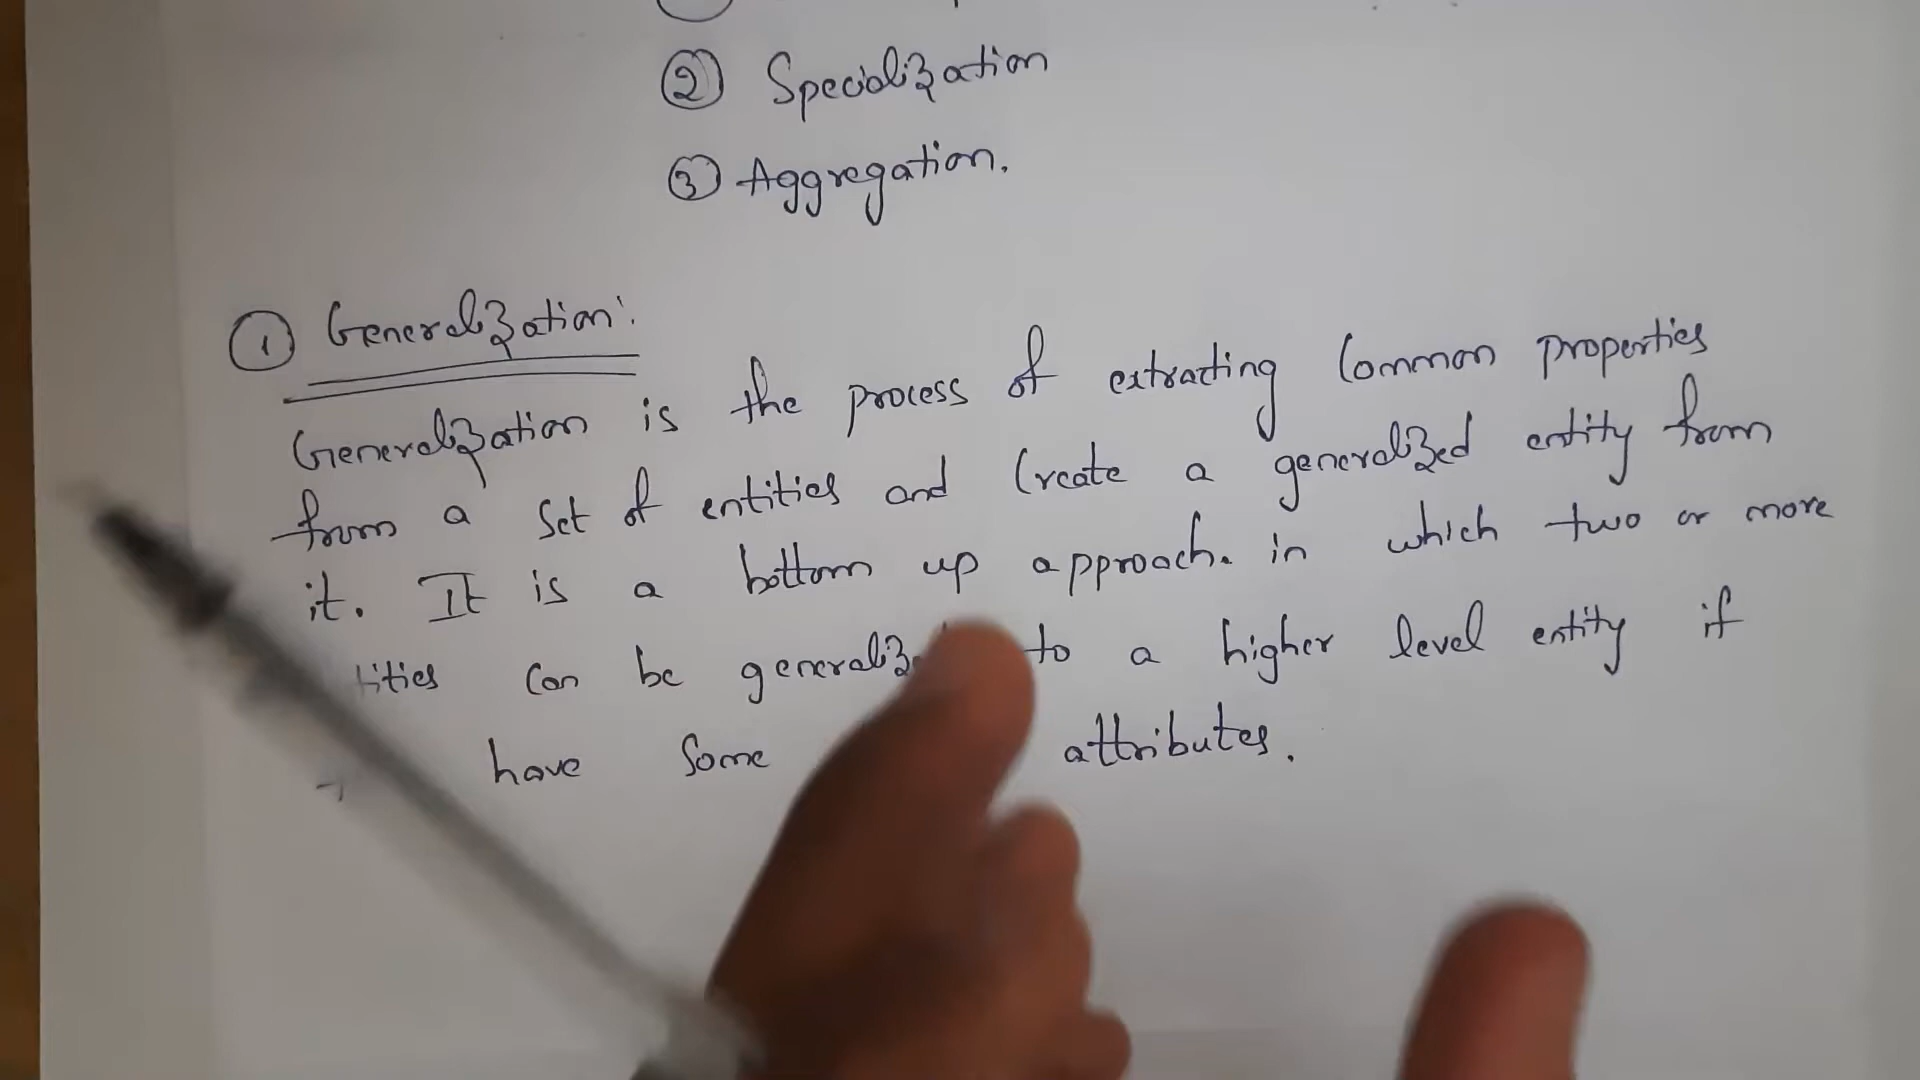 ② Specialization
③ Aggregation.
① Generalization:
Generalization is the process of extracting Common properties
from a set of entities and Create a generalized entity from
it. It is a bottom up approach. in which two or more
can be to a higher level entity if
have Some attributes.